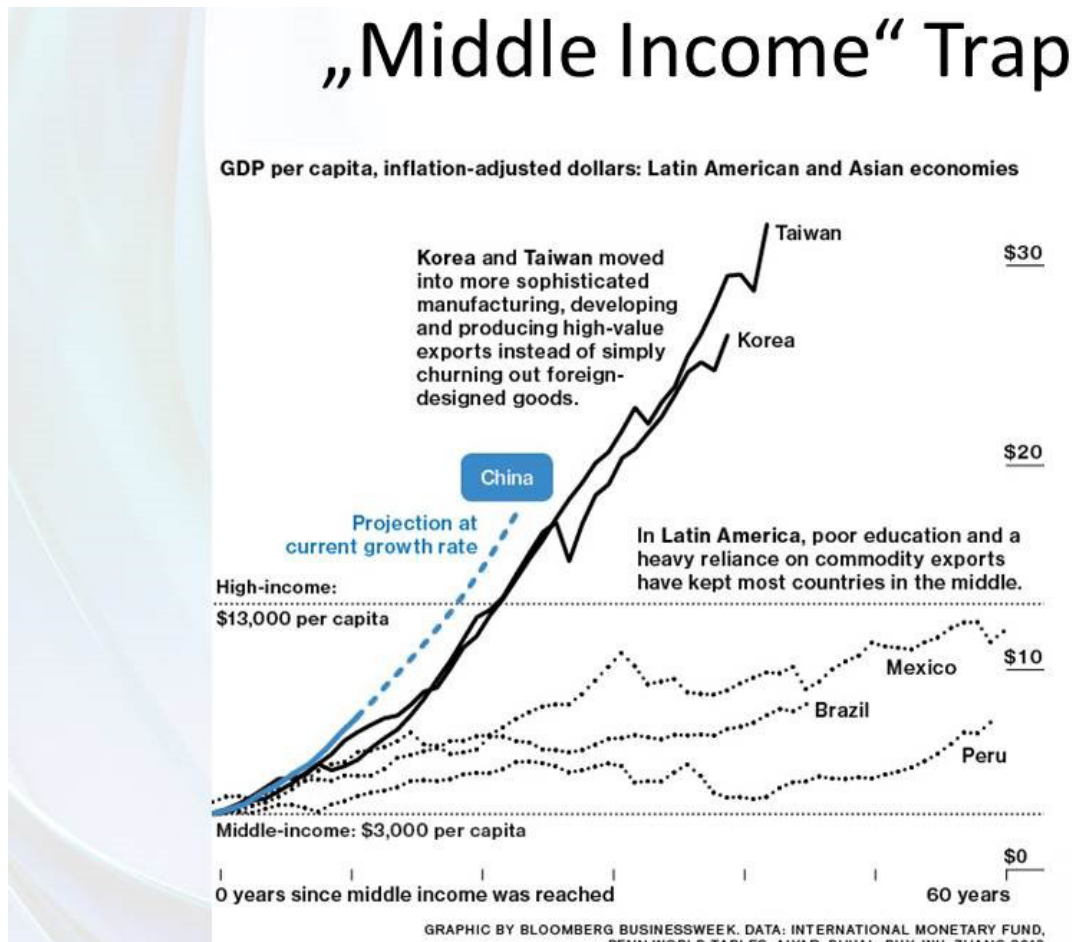 „Middle Income“ Trap
GDP per capita, inflation-adjusted dollars: Latin American and Asian economies
Taiwan
$30
Korea and Taiwan moved
into more sophisticated
manufacturing, developing
and producing high-value
exports instead of simply
churning out foreign-
designed goods.
Korea
$20
China
Projection at
current growth rate
In Latin America, poor education and a
heavy reliance on commodity exports
have kept most countries in the middle.
High-income:
$13,000 per capita
$10
Mexico
Brazil
Peru
Middle-income: $3,000 per capita
$0
0 years since middle income was reached
60 years
GRAPHIC BY BLOOMBERG BUSINESSWEEK. DATA: INTERNATIONAL MONETARY FUND,